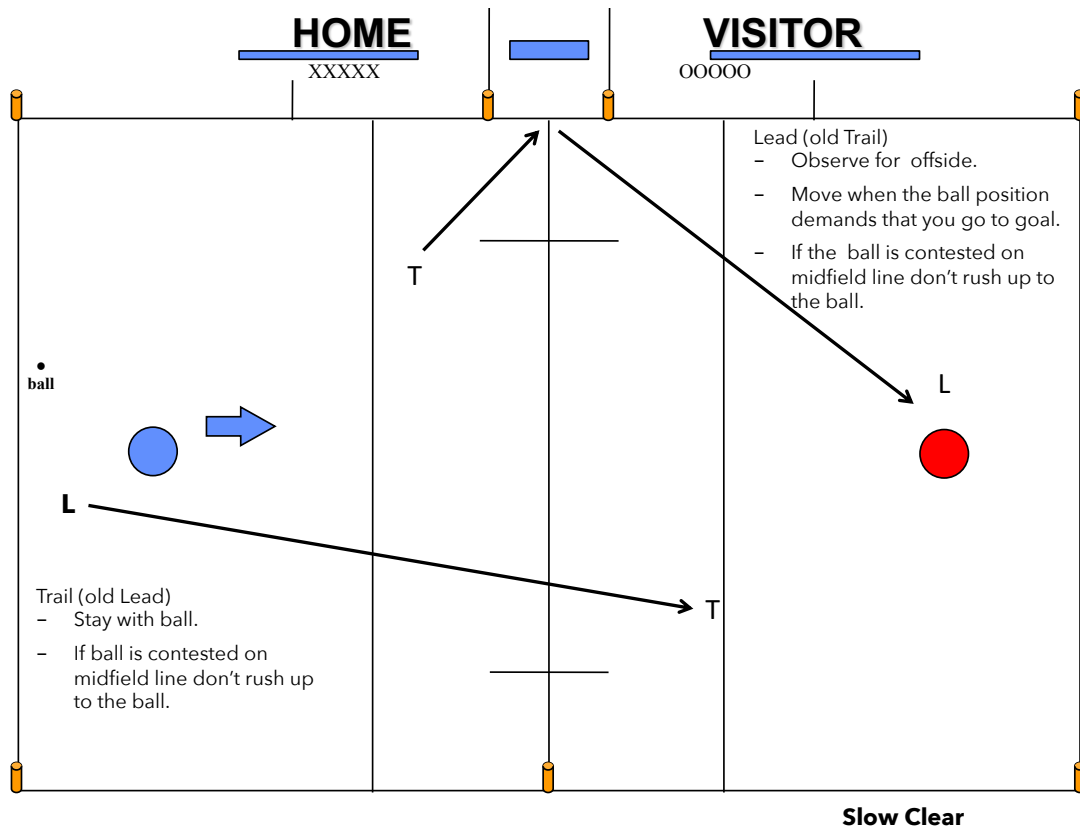 HOME
VISITOR
XXXXX
OOOOO
Lead (old Trail)
– Observe for offside.
– Move when the ball position
demands that you go to goal.
– If the ball is contested on
midfield line don’t rush up to
the ball.
T
ball
L
L
Trail (old Lead)
– Stay with ball.
– If ball is contested on
midfield line don’t rush up
to the ball.
T
Slow Clear